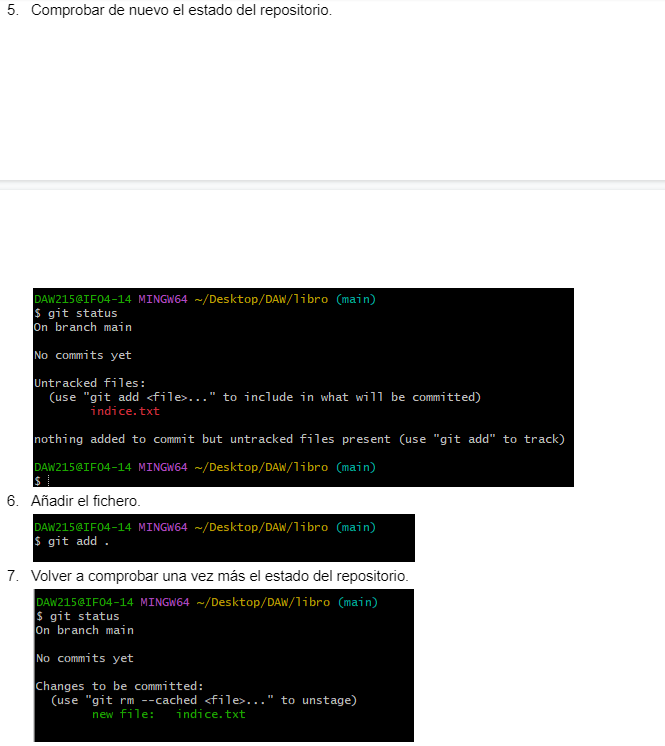 5. Comprobar de nuevo el estado del repositorio.
DAW215@IF04-14 MINGW64 ~/Desktop/DAW/libro (main)
$ git status
On branch main
No commits yet
Untracked files:
(use "git add <file>..." to include in what will be committed)
indice.txt
nothing added to commit but untracked files present (use "git add" to track)
DAW215@IF04-14 MINGW64 ~/Desktop/DAW/libro (main)
$
6. Añadir el fichero.
DAW215@IF04-14 MINGW64 ~/Desktop/DAW/libro (main)
$ git add .
7. Volver a comprobar una vez más el estado del repositorio.
DAW215@IF04-14 MINGW64 ~/Desktop/DAW/libro (main)
$ git status
On branch main
No commits yet
Changes to be committed:
(use "git rm --cached <file>..." to unstage)
new file: indice.txt